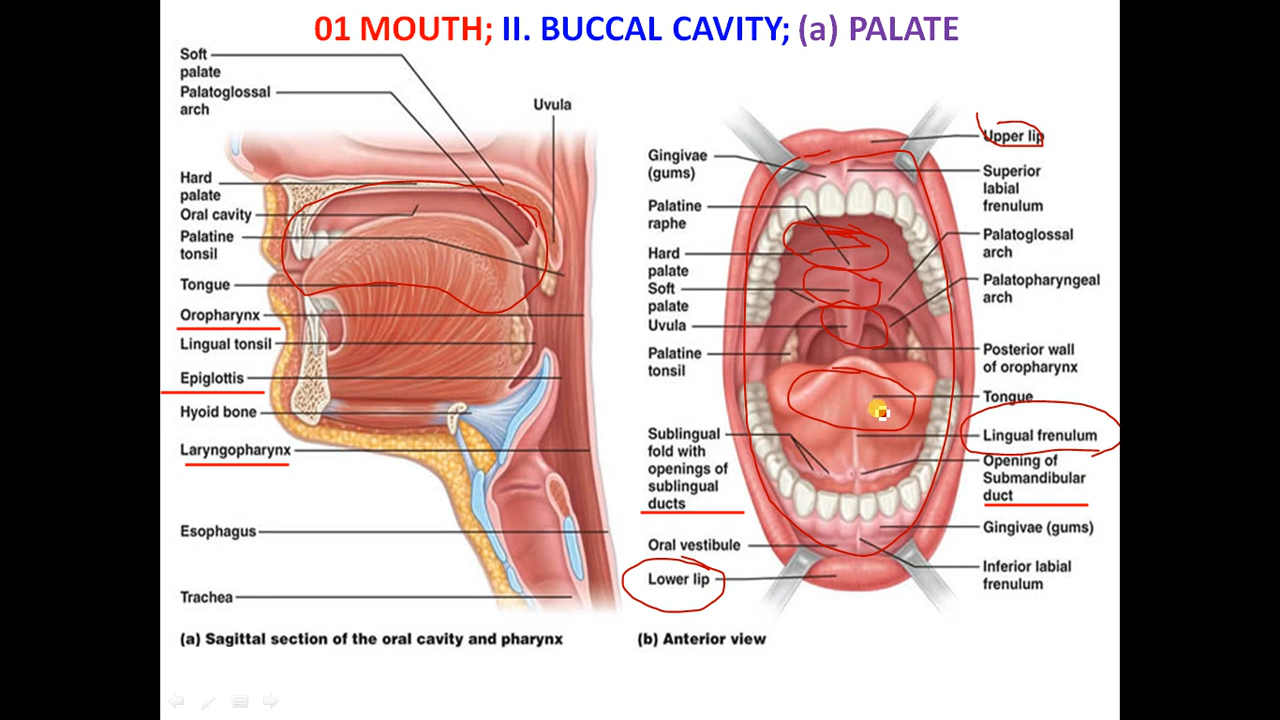 01 MOUTH; II. BUCCAL CAVITY; (a) PALATE
Soft
palate
Palatoglossal
arch
Uvula
Hard
palate
Oral cavity
Palatine
tonsil
Tongue
Oropharynx
Lingual tonsil
Epiglottis
Hyoid bone
Laryngopharynx
Esophagus
Trachea
(a) Sagittal section of the oral cavity and pharynx
Gingivae
(gums)
Palatine
raphe
Hard
palate
Soft
palate
Uvula
Palatine
tonsil
Sublingual
fold with
openings of
sublingual
ducts
Oral vestibule
Lower lip
Upper lip
Superior
labial
frenulum
Palatoglossal
arch
Palatopharyngeal
arch
Posterior wall
of oropharynx
Tongue
Lingual frenulum
Opening of
Submandibular
duct
Gingivae (gums)
Inferior labial
frenulum
(b) Anterior view